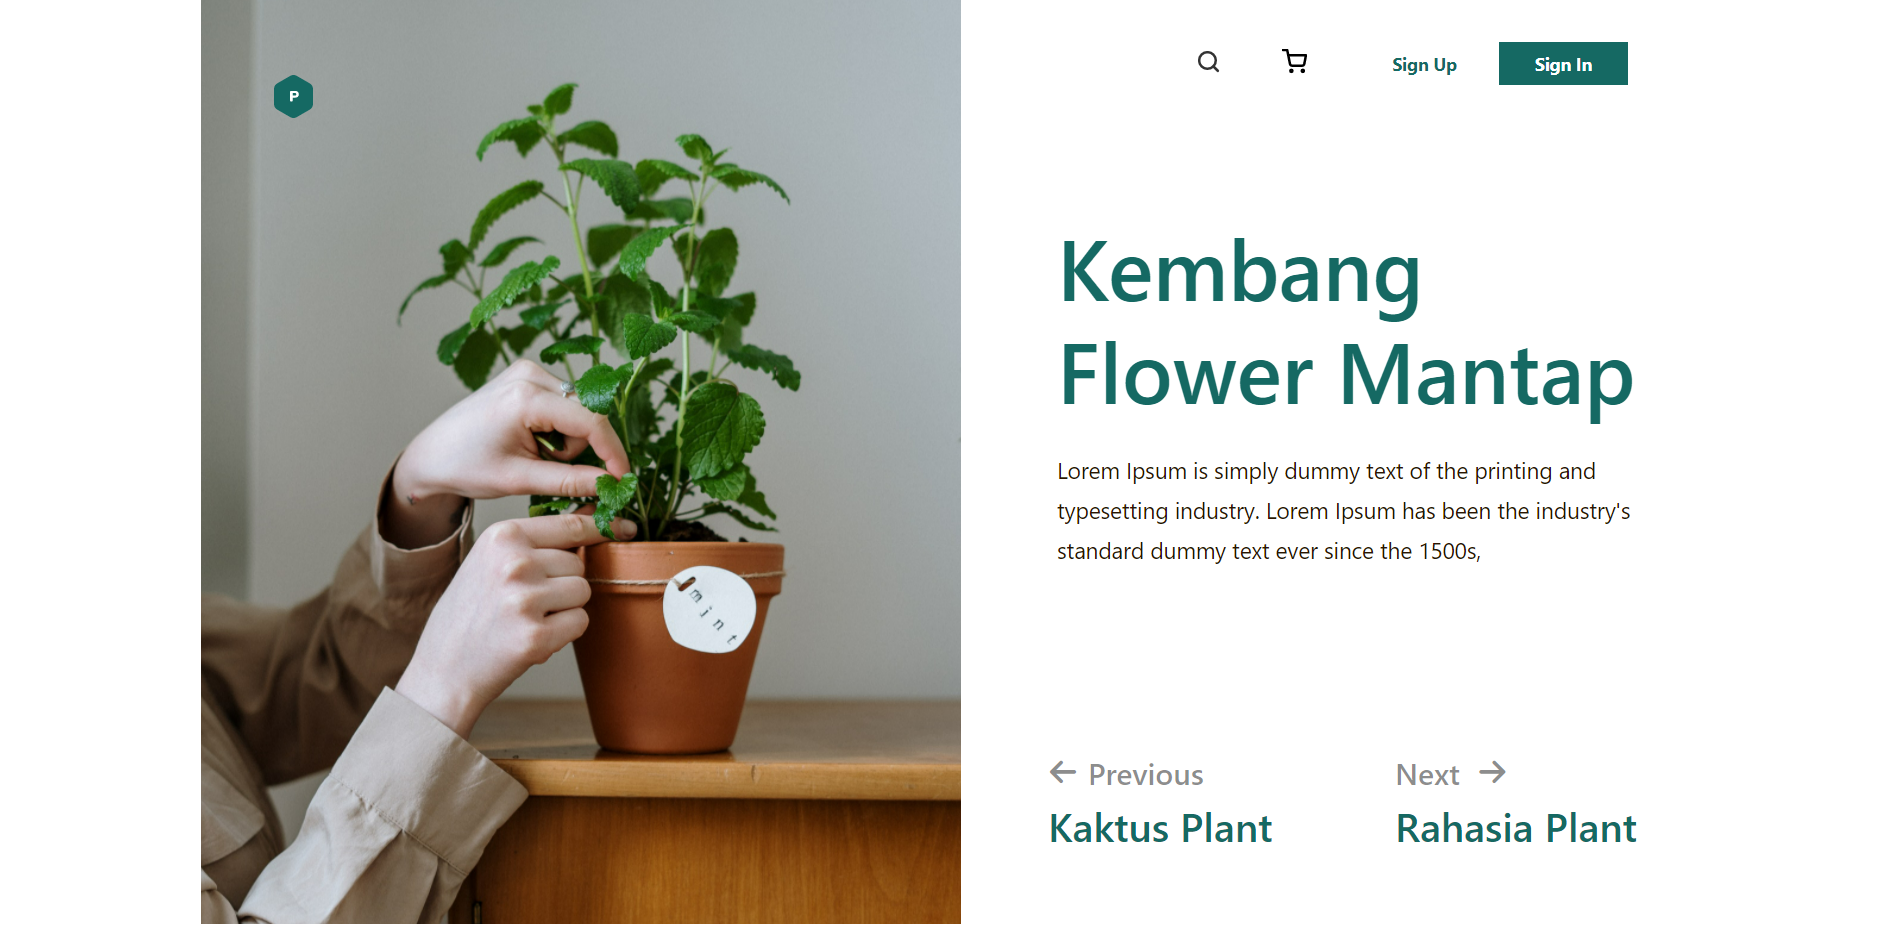 P
Sign Up
Sign In
Kembang
Flower Mantap
Lorem Ipsum is simply dummy text of the printing and
typesetting industry. Lorem Ipsum has been the industry's
standard dummy text ever since the 1500s,
mint
Previous
Next
Kaktus Plant
Rahasia Plant